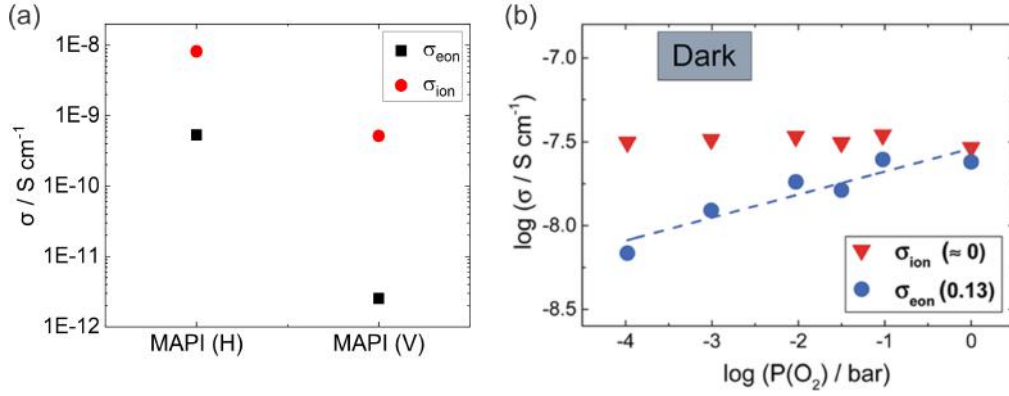 (a)
1E-8
1E-9
1E-10
1E-11
1E-12
σ / S cm⁻¹
MAPI (H)
MAPI (V)
σeon
σion
(b)
Dark
-7.0
-7.5
-8.0
-8.5
log (σ / S cm⁻¹)
σion (≈ 0)
σeon (0.13)
-4
-3
-2
-1
0
log (P(O₂) / bar)